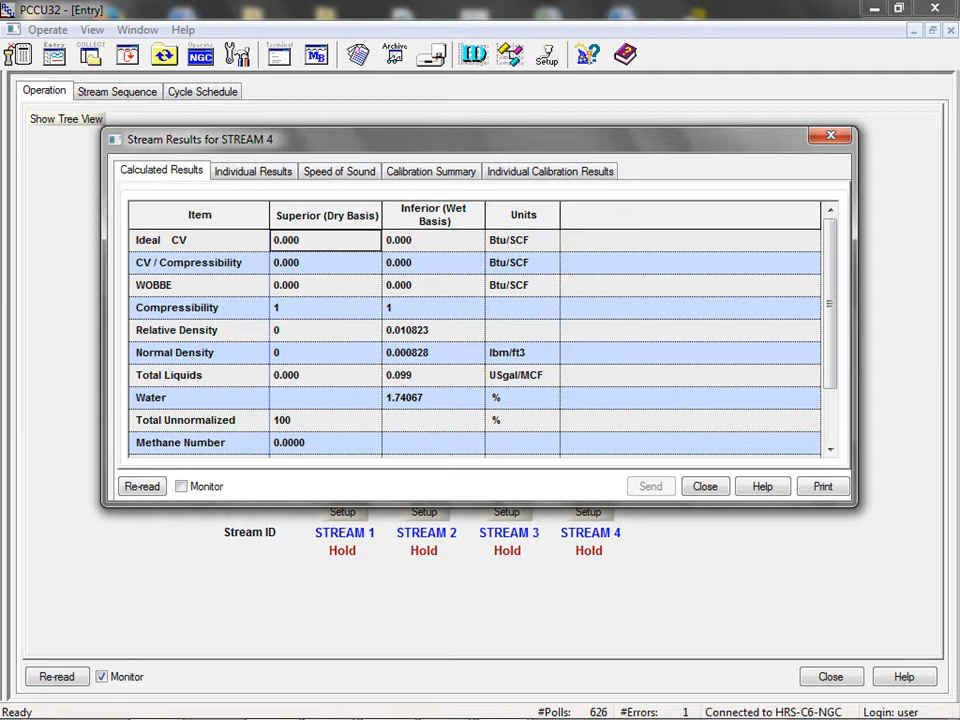 PCCU32 - [Entry]
Operate View Window Help
Entry COLLECT Operate NGC Terminal MB Archive ID Manager Setup
Operation Stream Sequence Cycle Schedule
Show Tree View
Stream Results for STREAM 4
Calculated Results Individual Results Speed of Sound Calibration Summary Individual Calibration Results
Item Superior (Dry Basis) Inferior (Wet Basis) Units
Ideal CV 0.000 0.000 Btu/SCF
CV / Compressibility 0.000 0.000 Btu/SCF
WOBBE 0.000 0.000 Btu/SCF
Compressibility 1 1
Relative Density 0 0.010823
Normal Density 0 0.000828 lbm/ft3
Total Liquids 0.000 0.099 USgal/MCF
Water 1.74067 %
Total Unnormalized 100 %
Methane Number 0.0000
Re-read Monitor Send Close Help Print
Setup Setup Setup Setup
Stream ID STREAM 1 STREAM 2 STREAM 3 STREAM 4
Hold Hold Hold Hold
Re-read Monitor Close Help
Ready #Polls: 626 #Errors: 1 Connected to HRS-C6-NGC Login: user